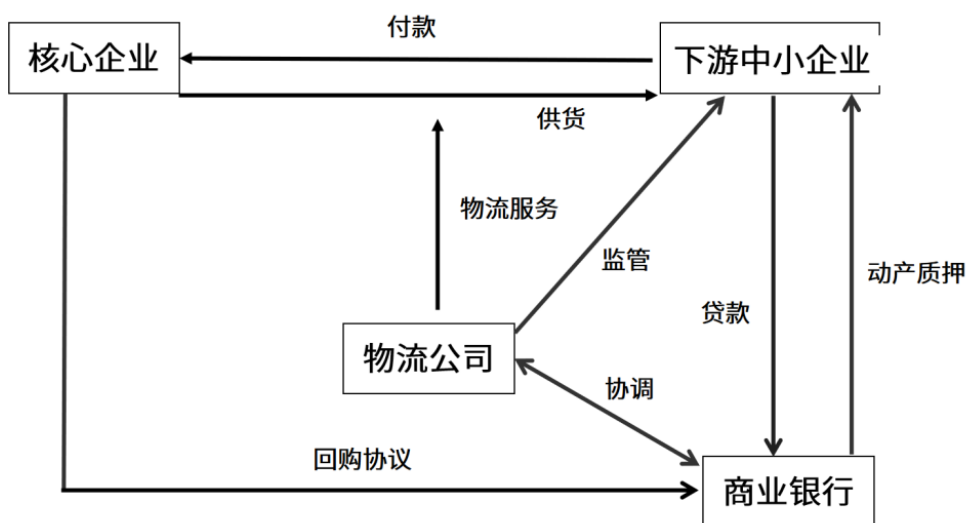 付款
核心企业
下游中小企业
供货
物流服务
监管
动产质押
贷款
物流公司
协调
回购协议
商业银行